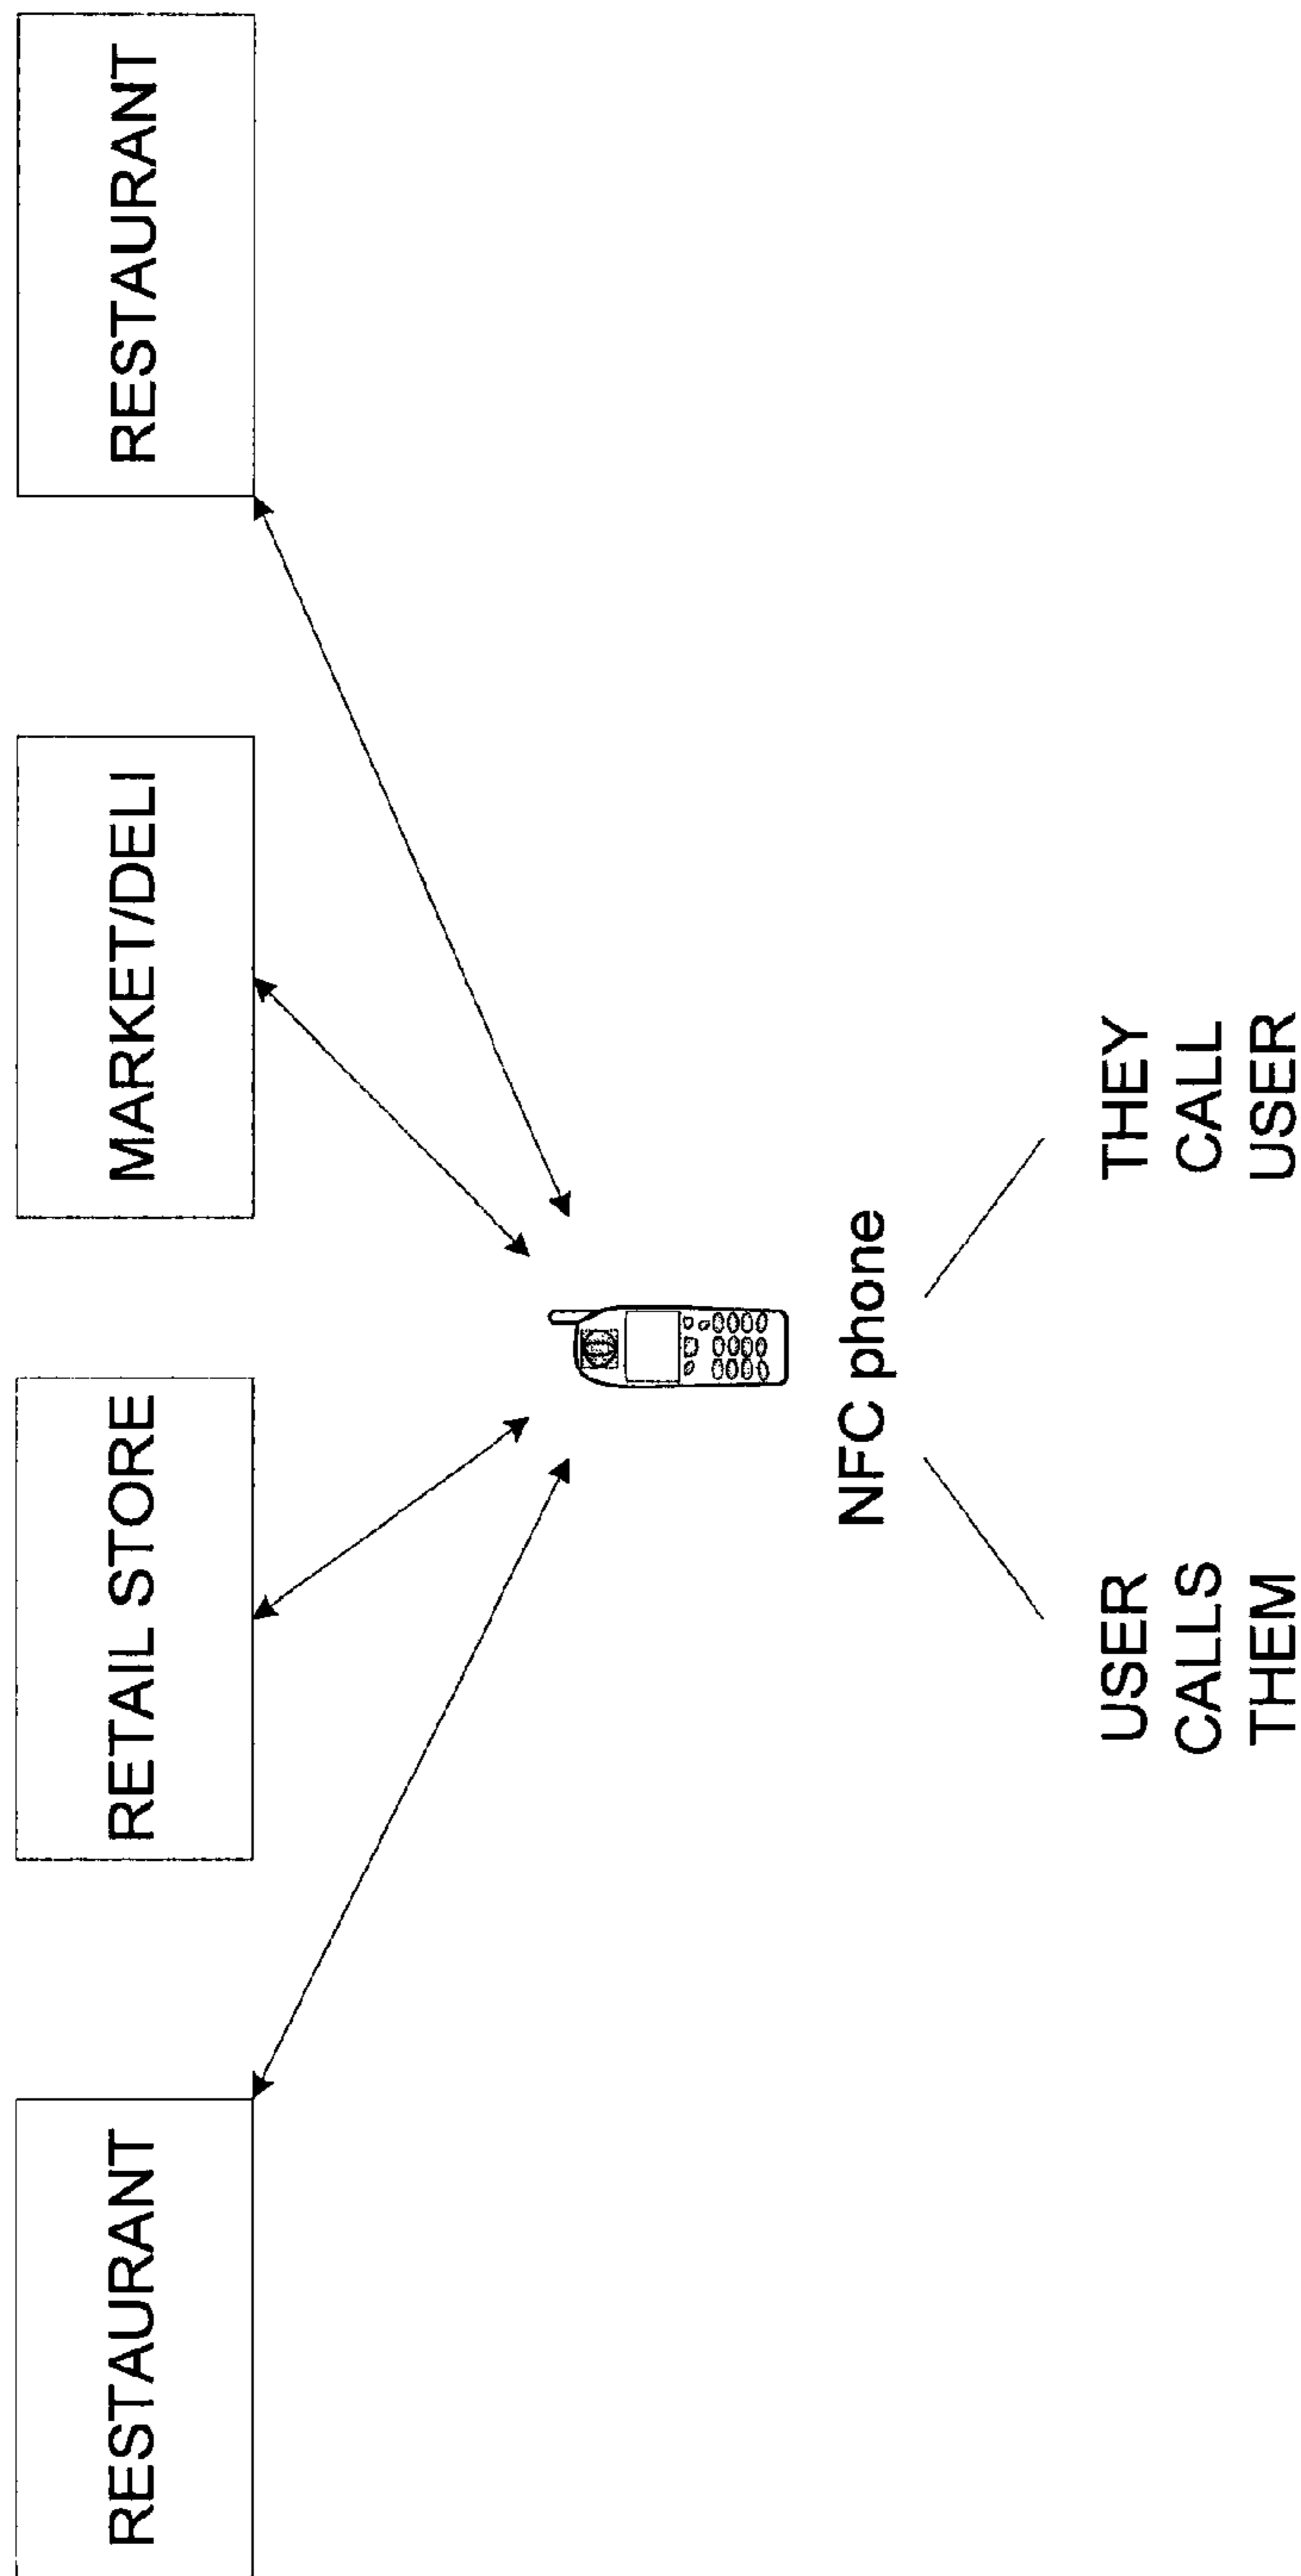 RESTAURANT
RETAIL STORE
MARKET/DELI
RESTAURANT
NFC phone
USER
CALLS
THEM
THEY
CALL
USER